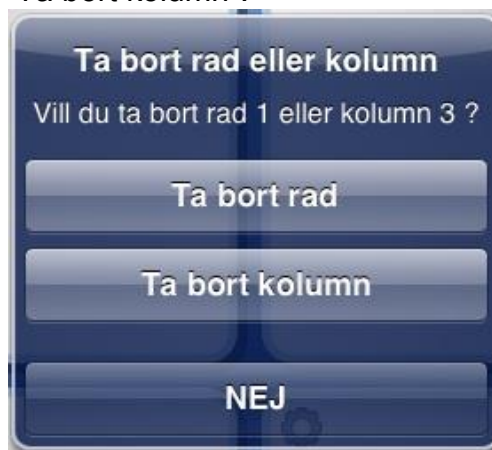 Ta bort rad eller kolumn
Vill du ta bort rad 1 eller kolumn 3 ?
Ta bort rad
Ta bort kolumn
NEJ